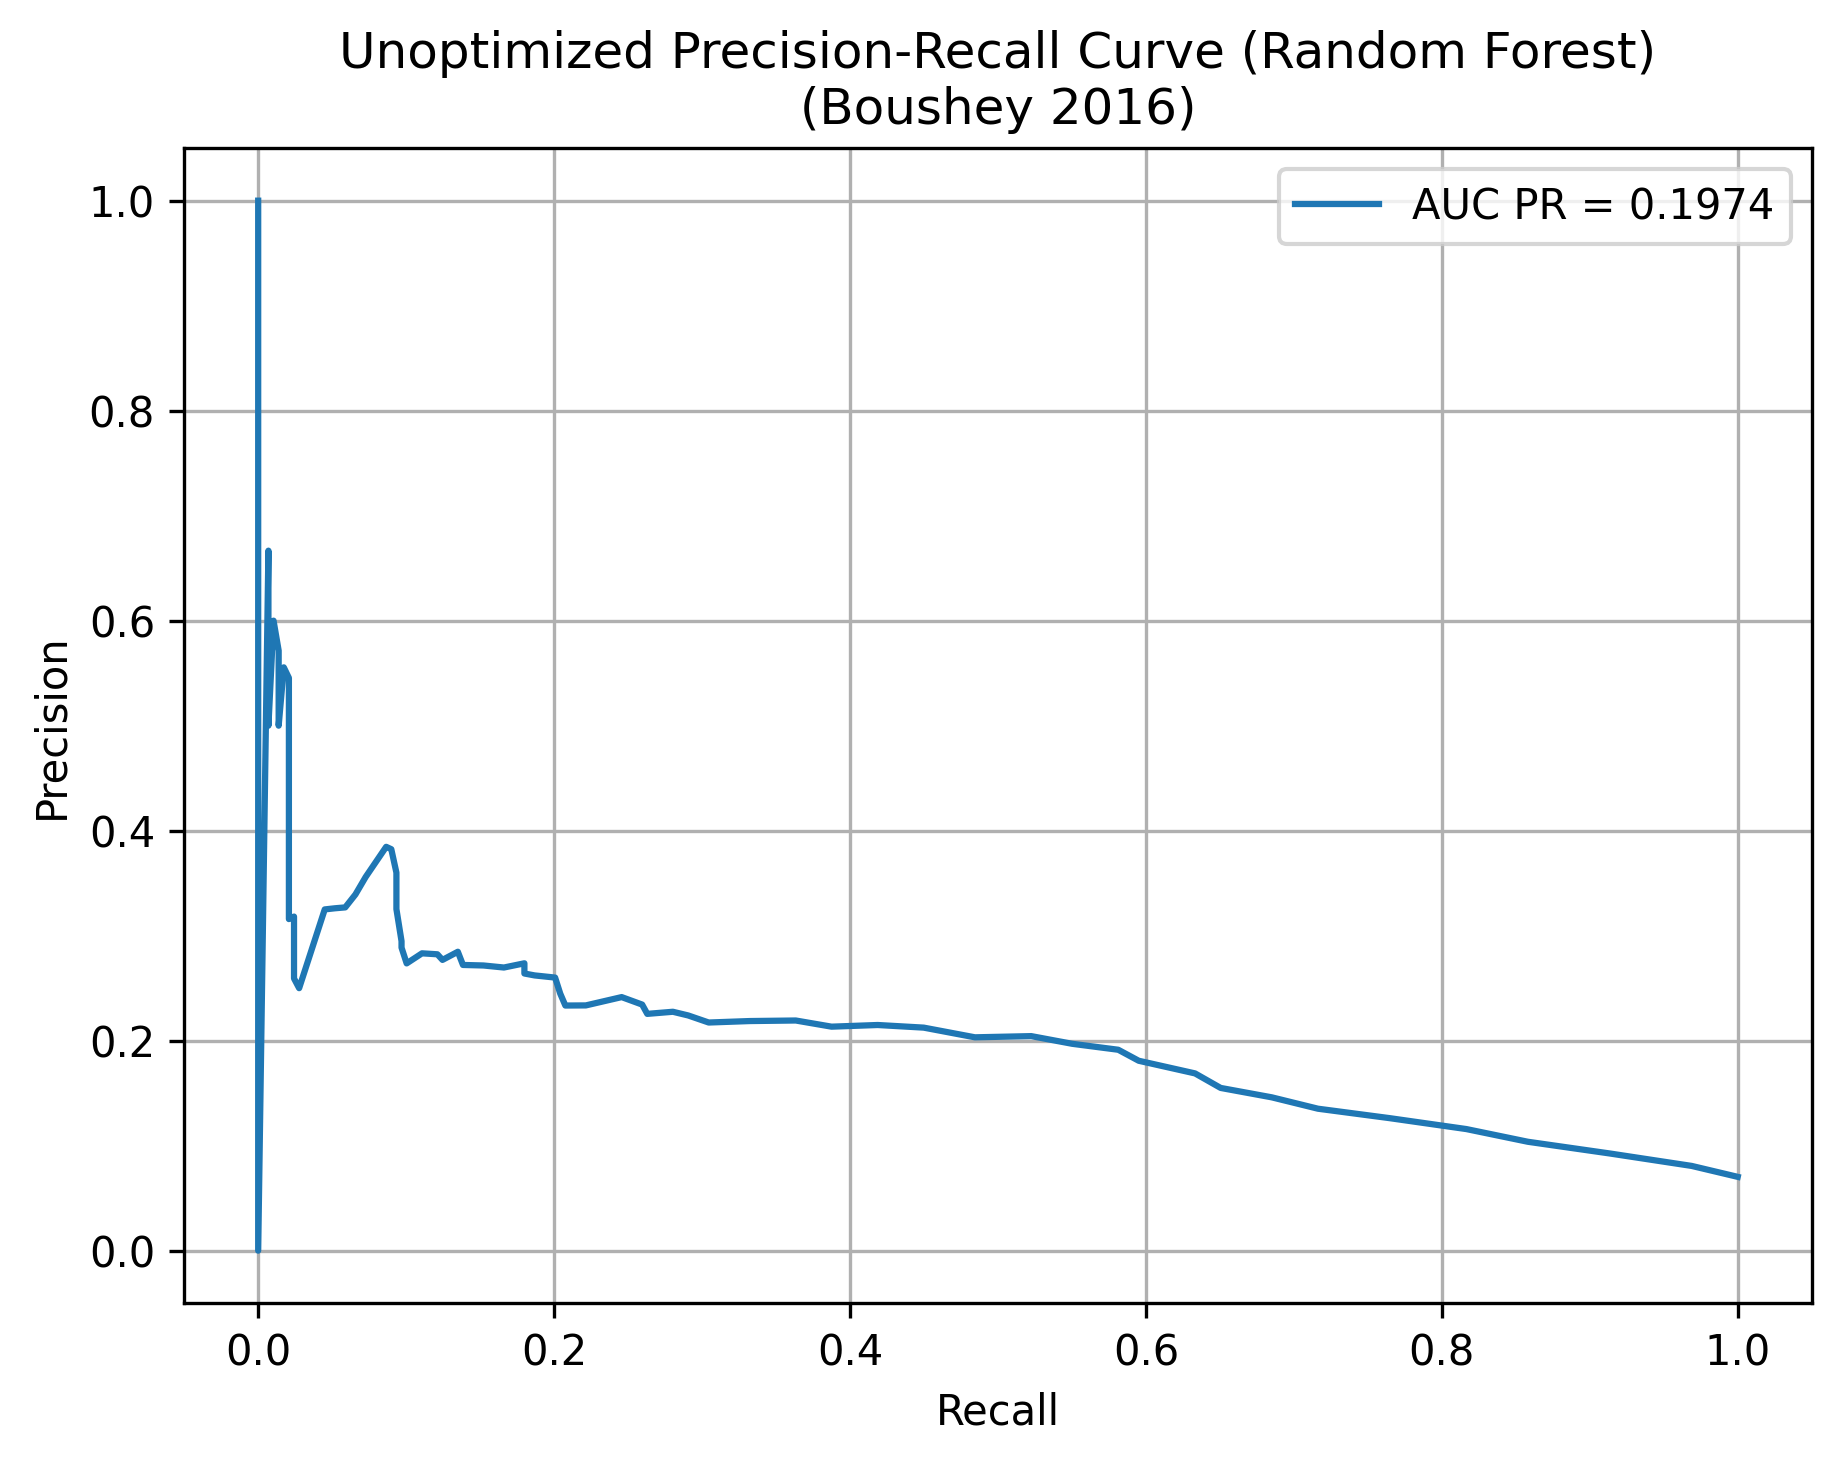 Unoptimized Precision-Recall Curve (Random Forest)
(Boushey 2016)
AUC PR = 0.1974
1.0
0.8
0.6
0.4
0.2
0.0
Precision
0.0 0.2 0.4 0.6 0.8 1.0
Recall